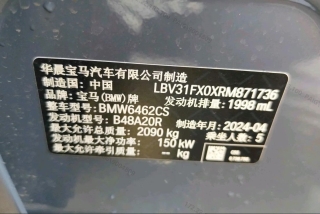 华晨宝马汽车有限公司制造
制造国：中国 LBV31FX0XRM871736
品牌：宝马(BMW)牌 发动机排量：1998 mL
整车型号：BMW6462CS
发动机型号：B48A20R 制造年月：2024-04
最大允许总质量：2090 kg 乘坐人数：5
发动机最大净功率：150 kW
最大允许牵引质量：-- kg